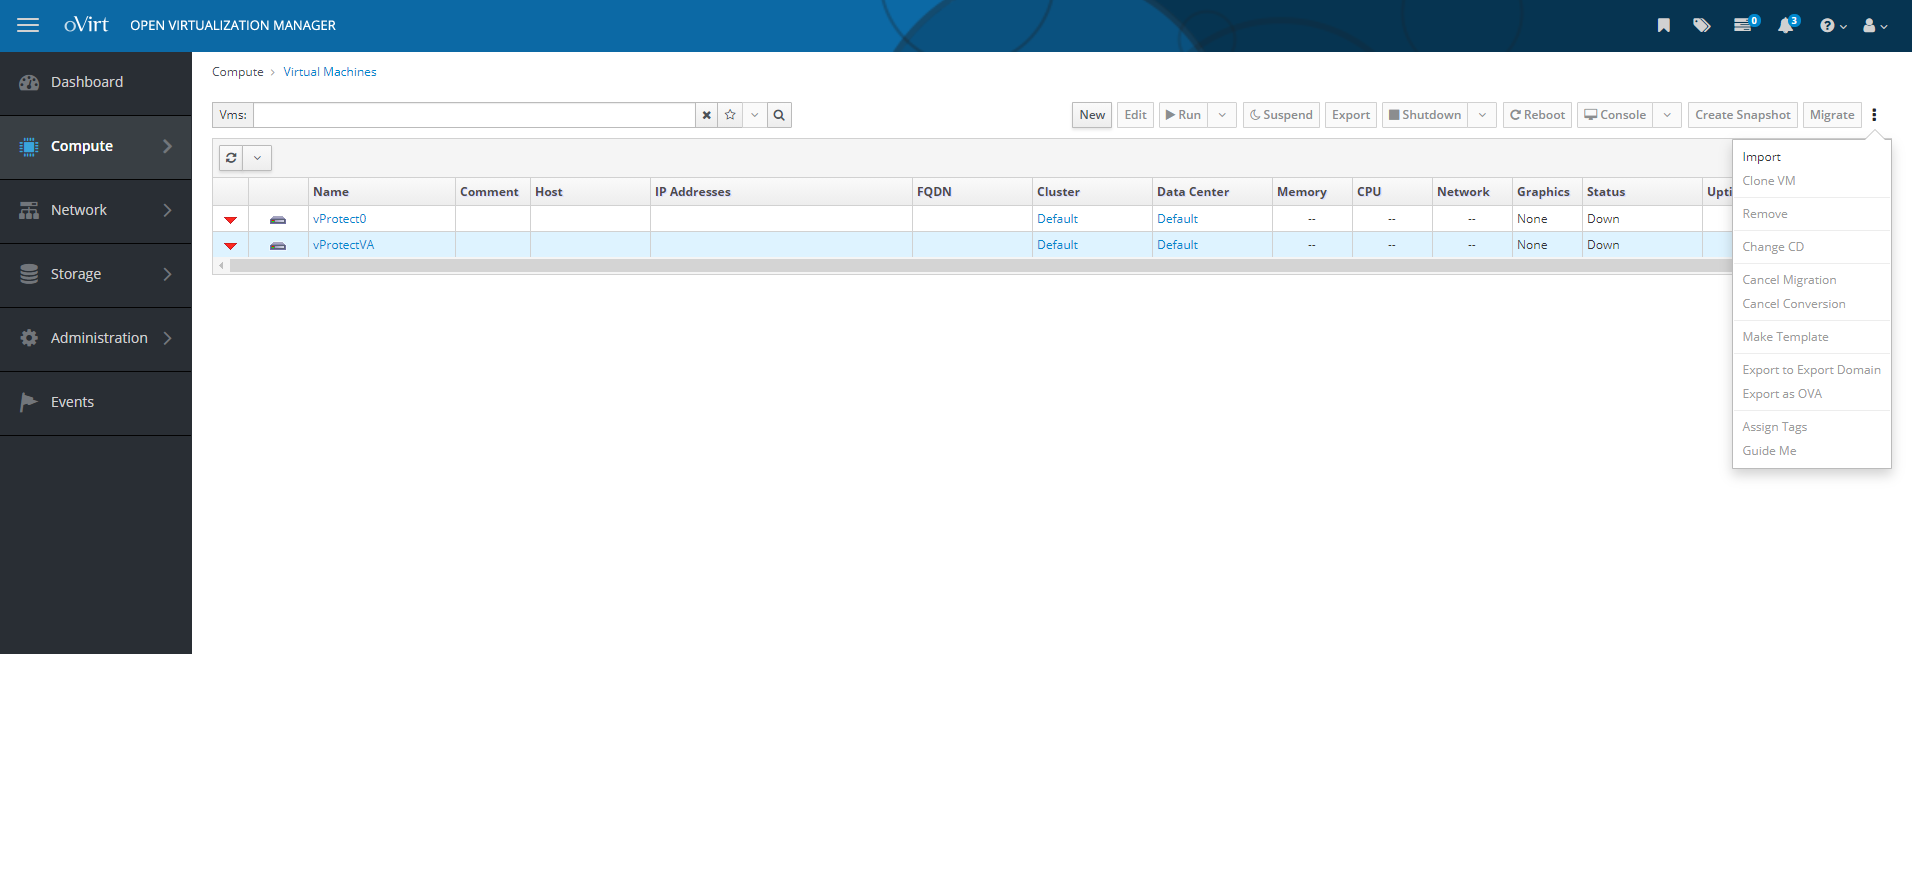 oVirt OPEN VIRTUALIZATION MANAGER 0 3
Dashboard
Compute
Network
Storage
Administration
Events
Compute > Virtual Machines
Vms:
New Edit Run Suspend Export Shutdown Reboot Console Create Snapshot Migrate
Name Comment Host IP Addresses FQDN Cluster Data Center Memory CPU Network Graphics Status Upti
vProtect0 Default Default -- -- -- None Down
vProtectVA Default Default -- -- -- None Down
Import
Clone VM
Remove
Change CD
Cancel Migration
Cancel Conversion
Make Template
Export to Export Domain
Export as OVA
Assign Tags
Guide Me